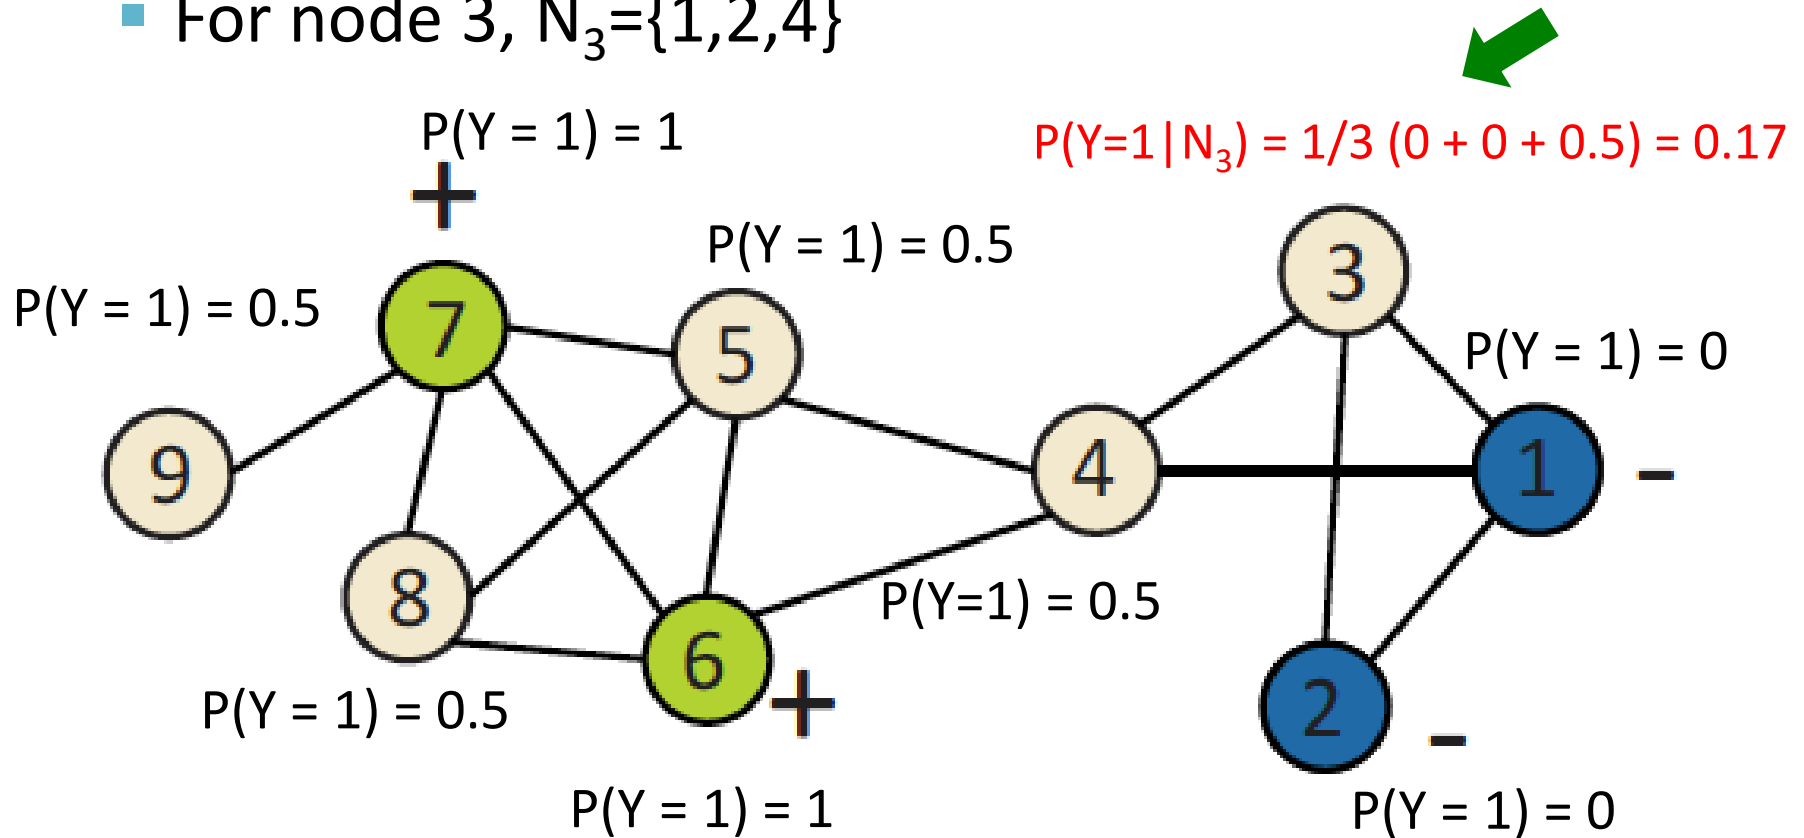 For node 3, N₃={1,2,4}
P(Y = 1) = 1
P(Y=1|N₃) = 1/3 (0 + 0 + 0.5) = 0.17
+
P(Y = 1) = 0.5
P(Y = 1) = 0.5
7
5
3
P(Y = 1) = 0
9
4
1
-
8
P(Y=1) = 0.5
6
+
2
-
P(Y = 1) = 0.5
P(Y = 1) = 1
P(Y = 1) = 0